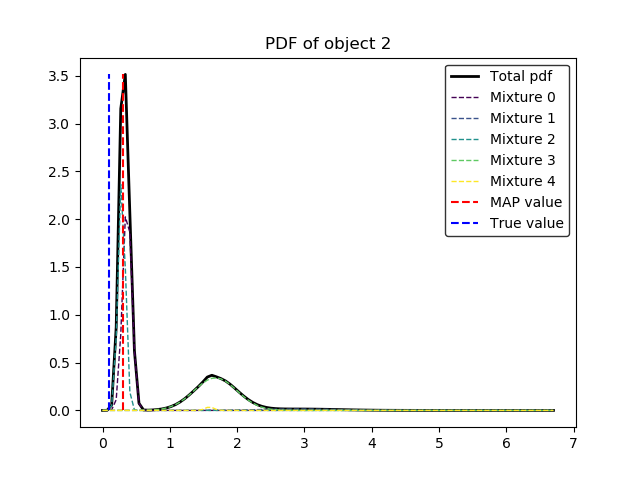 PDF of object 2
3.5
3.0
2.5
2.0
1.5
1.0
0.5
0.0
0 1 2 3 4 5 6 7
Total pdf
Mixture 0
Mixture 1
Mixture 2
Mixture 3
Mixture 4
MAP value
True value